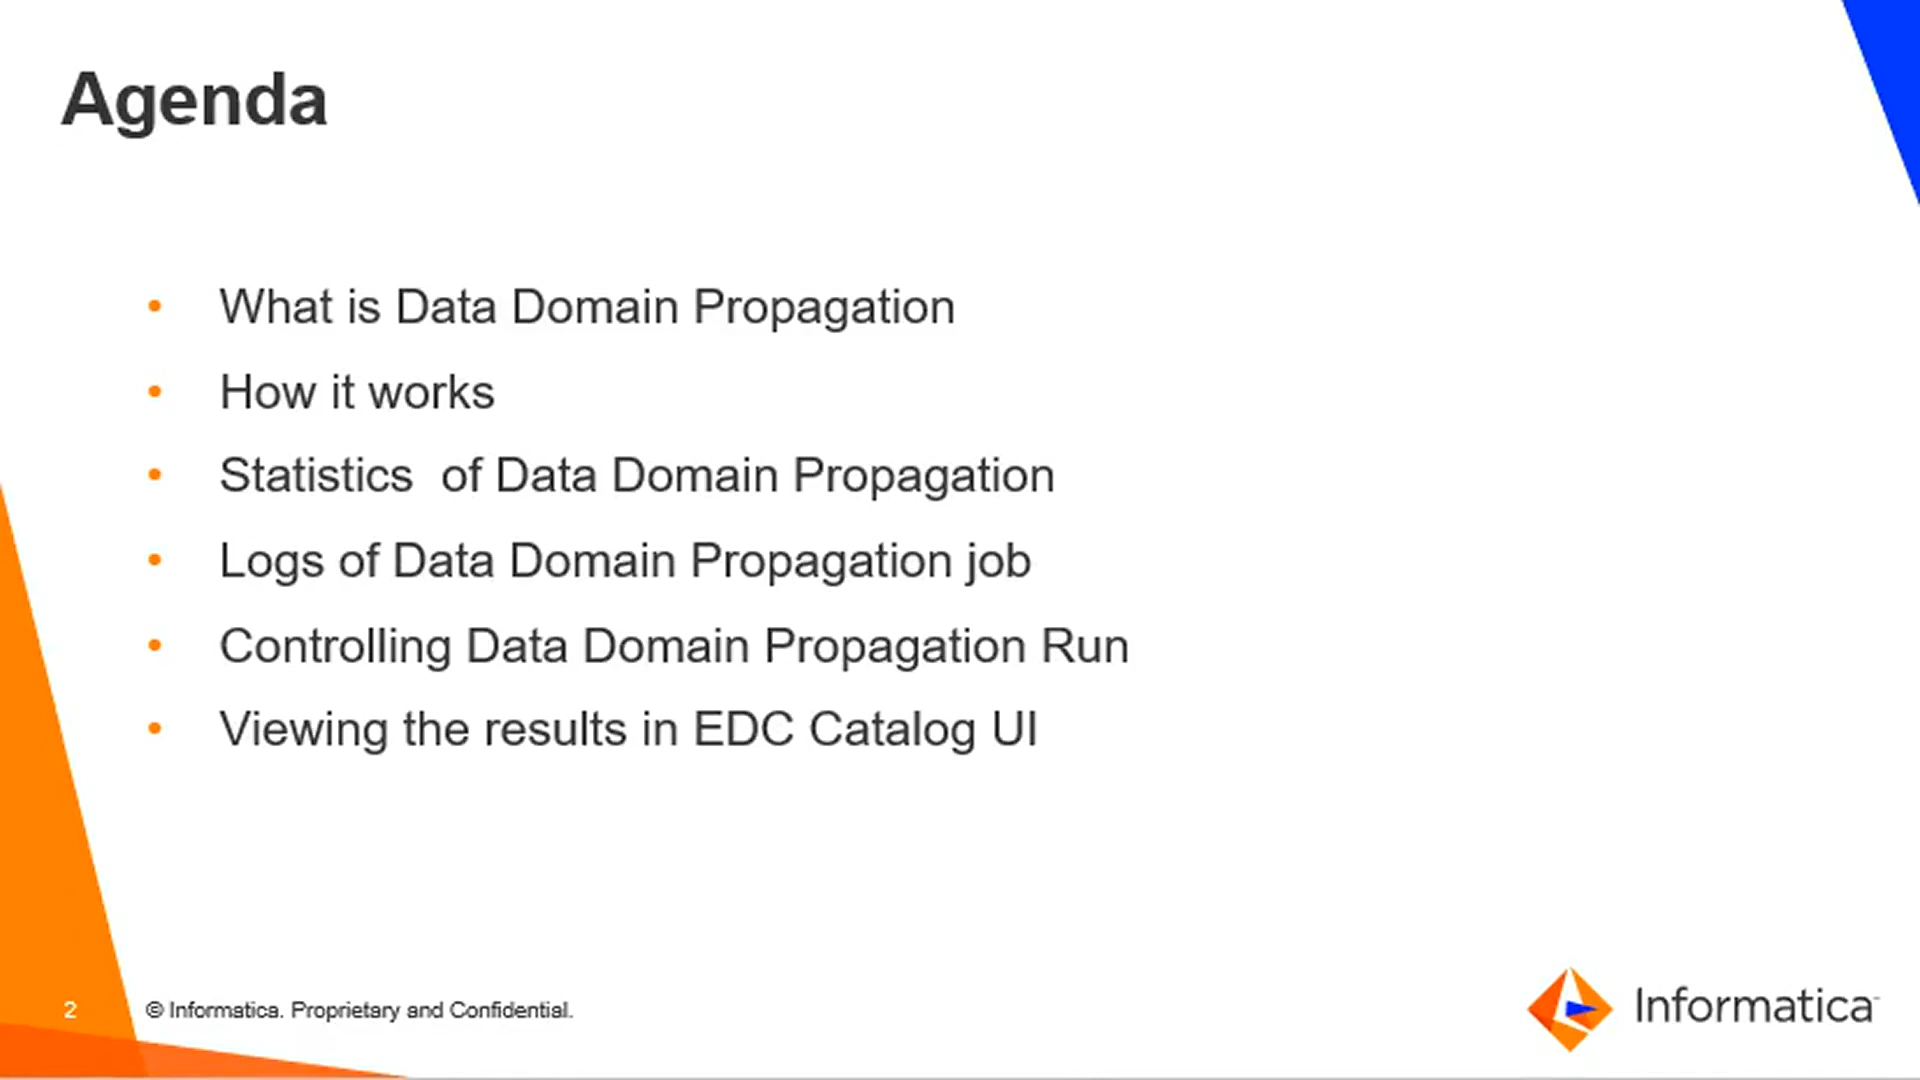 Agenda
• What is Data Domain Propagation
• How it works
• Statistics  of Data Domain Propagation
• Logs of Data Domain Propagation job
• Controlling Data Domain Propagation Run
• Viewing the results in EDC Catalog UI
2
© Informatica. Proprietary and Confidential.
Informatica